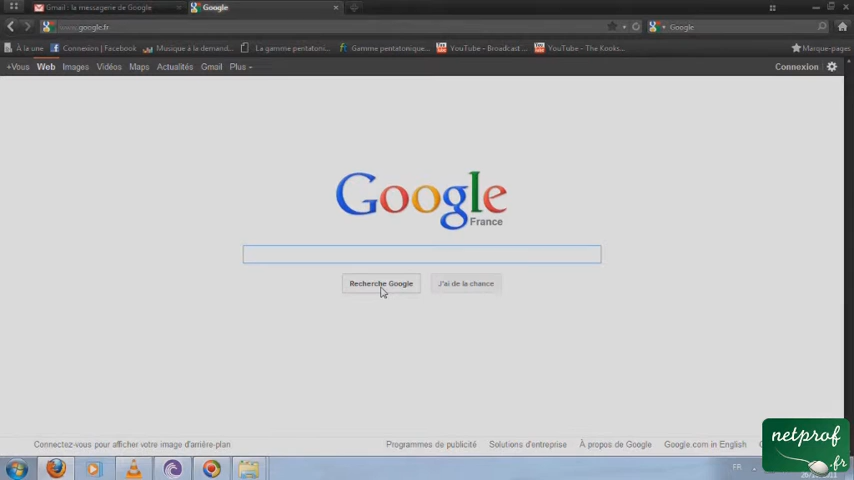 Gmail : la messagerie de Google
Google
www.google.fr
Google
À la une
Connexion | Facebook
Musique à la demand...
La gamme pentatoni...
Gamme pentatonique...
YouTube - Broadcast ...
YouTube - The Kooks...
Marque-pages
+Vous Web Images Vidéos Maps Actualités Gmail Plus
Connexion
Google
France
Recherche Google
J'ai de la chance
Connectez-vous pour afficher votre image d'arrière-plan
Programmes de publicité
Solutions d'entreprise
À propos de Google
Google.com in English
netprof
.fr
FR